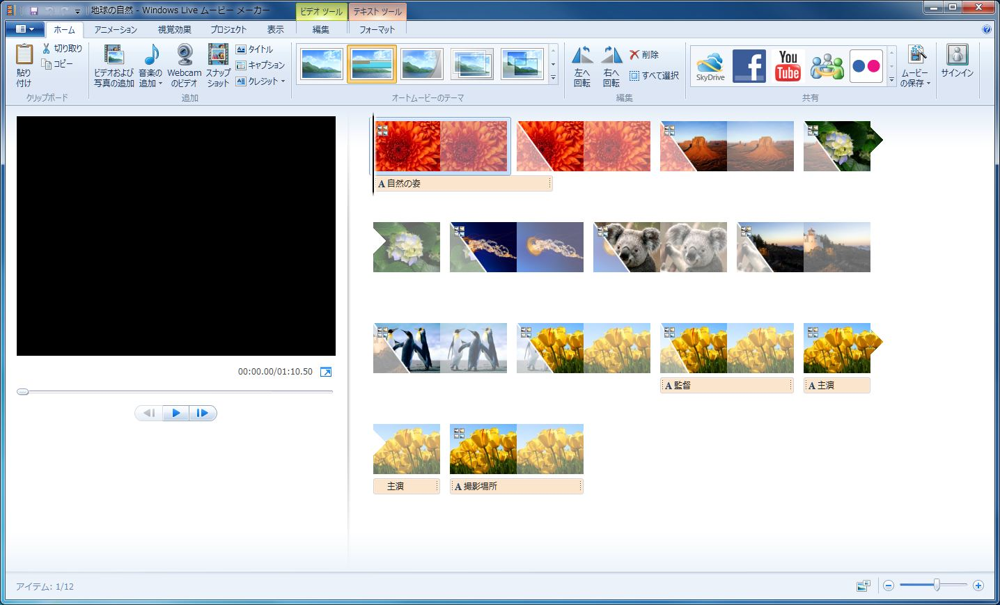 地球の自然 - Windows Live ムービー メーカー
ビデオ ツール
テキスト ツール
ホーム
アニメーション
視覚効果
プロジェクト
表示
編集
フォーマット
貼り
付け
切り取り
コピー
クリップボード
ビデオおよび
写真の追加
音楽の
追加
Webcam
のビデオ
スナップ
ショット
タイトル
キャプション
クレジット
追加
オートムービーのテーマ
左へ
回転
右へ
回転
削除
すべて選択
編集
SkyDrive
f
You
Tube
共有
ムービー
の保存
サインイン
A 自然の姿
00:00.00/01:10.50
A 監督
A 主演
主演
A 撮影場所
アイテム: 1/12